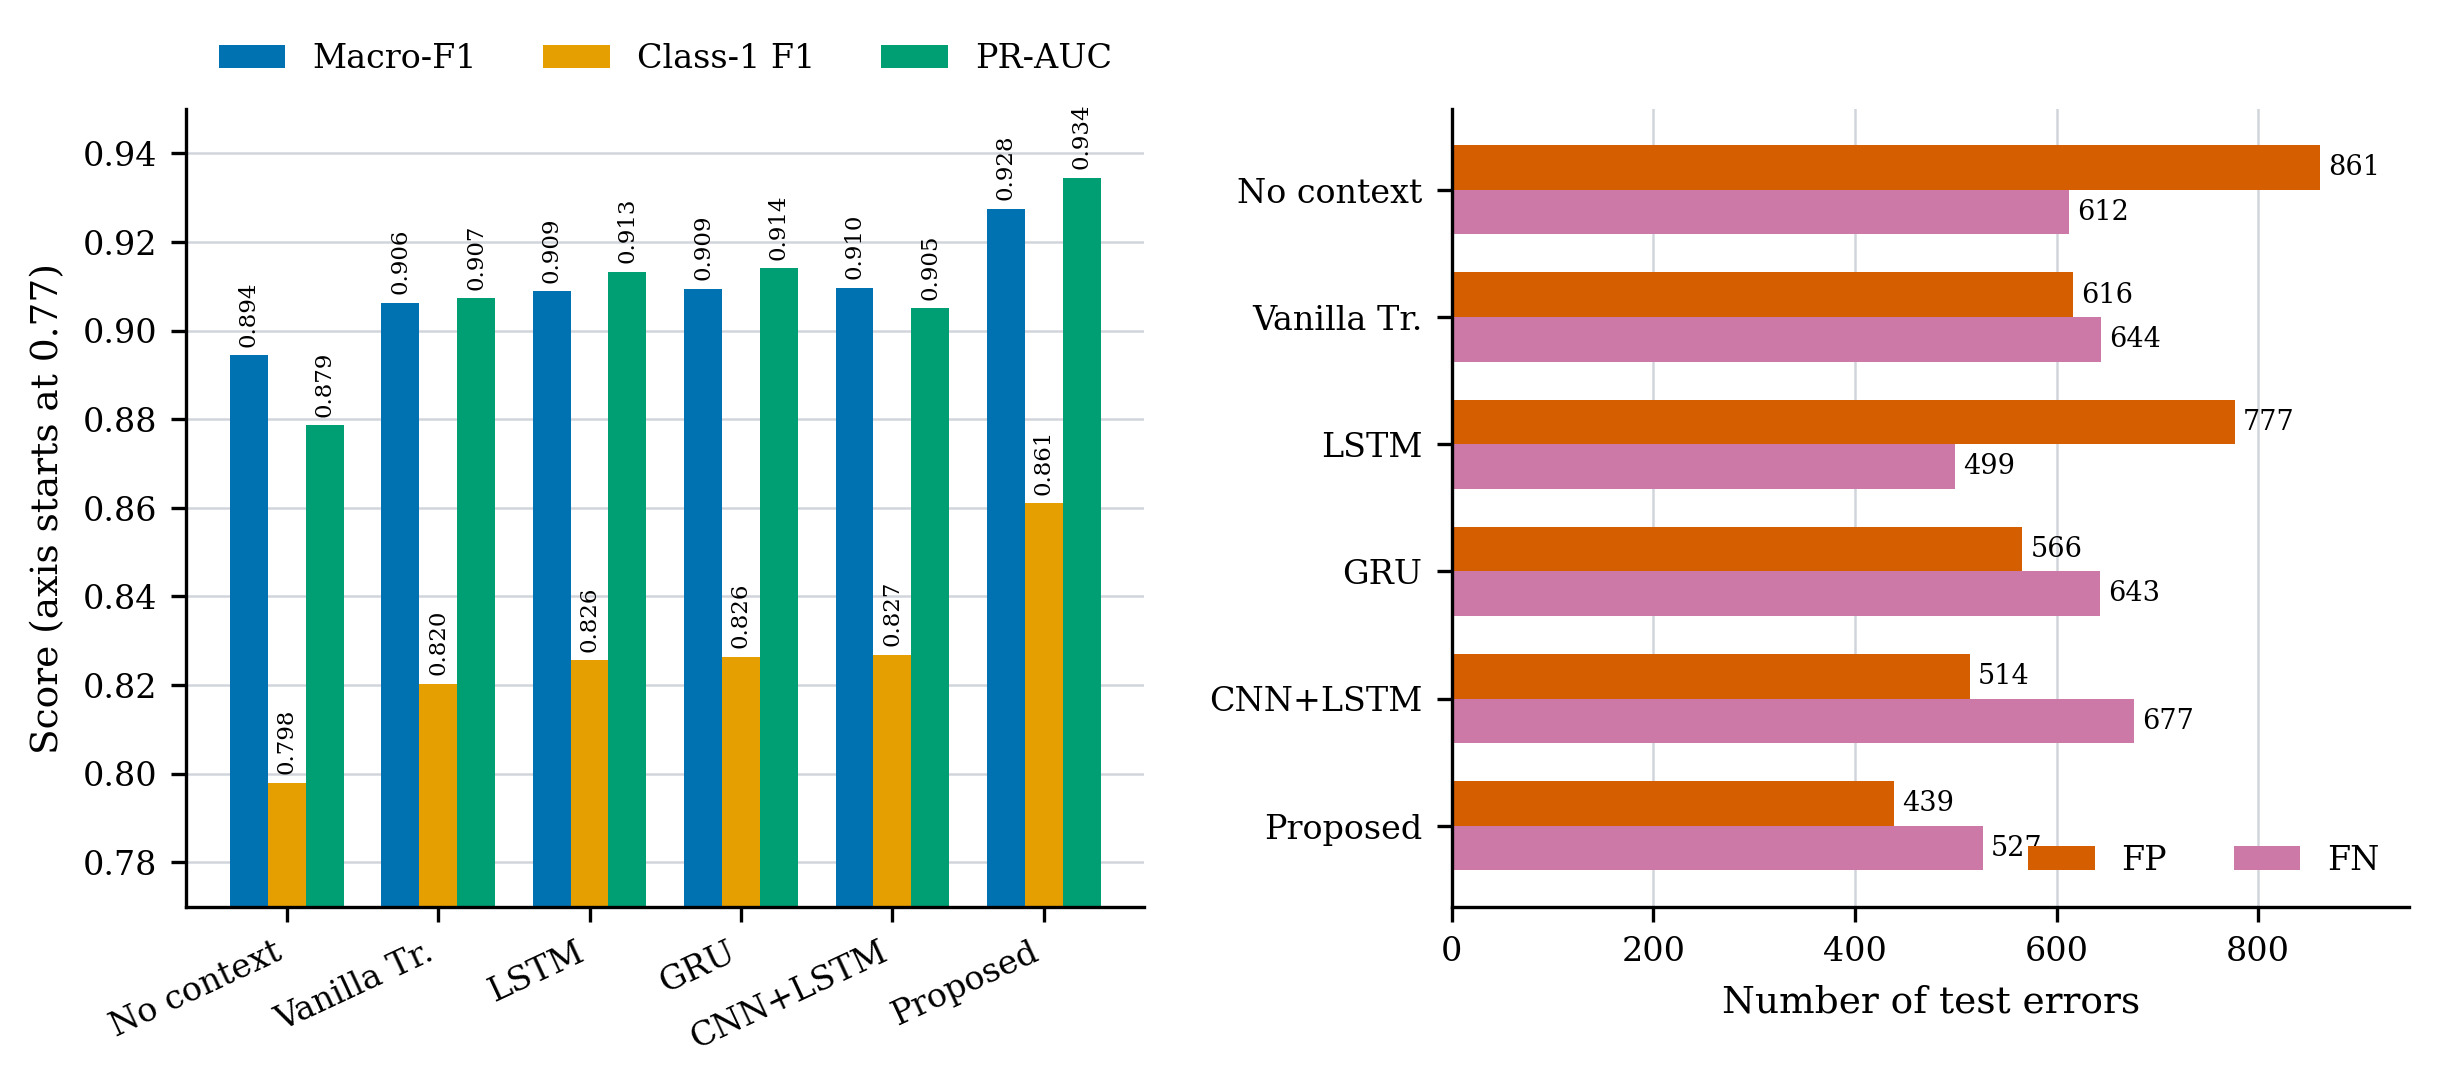 Macro-F1 Class-1 F1 PR-AUC
Score (axis starts at 0.77)
0.94
0.92
0.90
0.88
0.86
0.84
0.82
0.80
0.78
0.894
0.798
0.879
0.906
0.820
0.907
0.909
0.826
0.913
0.909
0.826
0.914
0.910
0.827
0.905
0.928
0.861
0.934
No context
Vanilla Tr.
LSTM
GRU
CNN+LSTM
Proposed
No context
861
612
Vanilla Tr.
616
644
LSTM
777
499
GRU
566
643
CNN+LSTM
514
677
Proposed
439
527
FP FN
0 200 400 600 800
Number of test errors